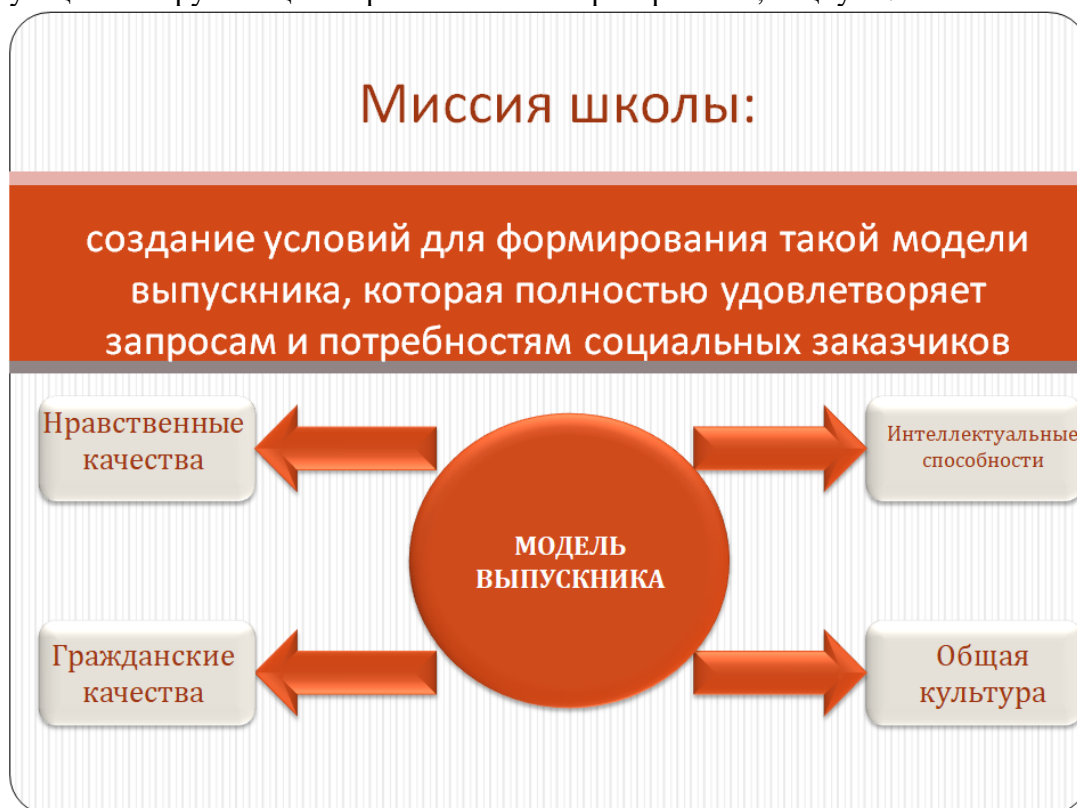 Миссия школы:
создание условий для формирования такой модели
выпускника, которая полностью удовлетворяет
запросам и потребностям социальных заказчиков
Нравственные
качества
Интеллектуальные
способности
МОДЕЛЬ
ВЫПУСКНИКА
Гражданские
качества
Общая
культура